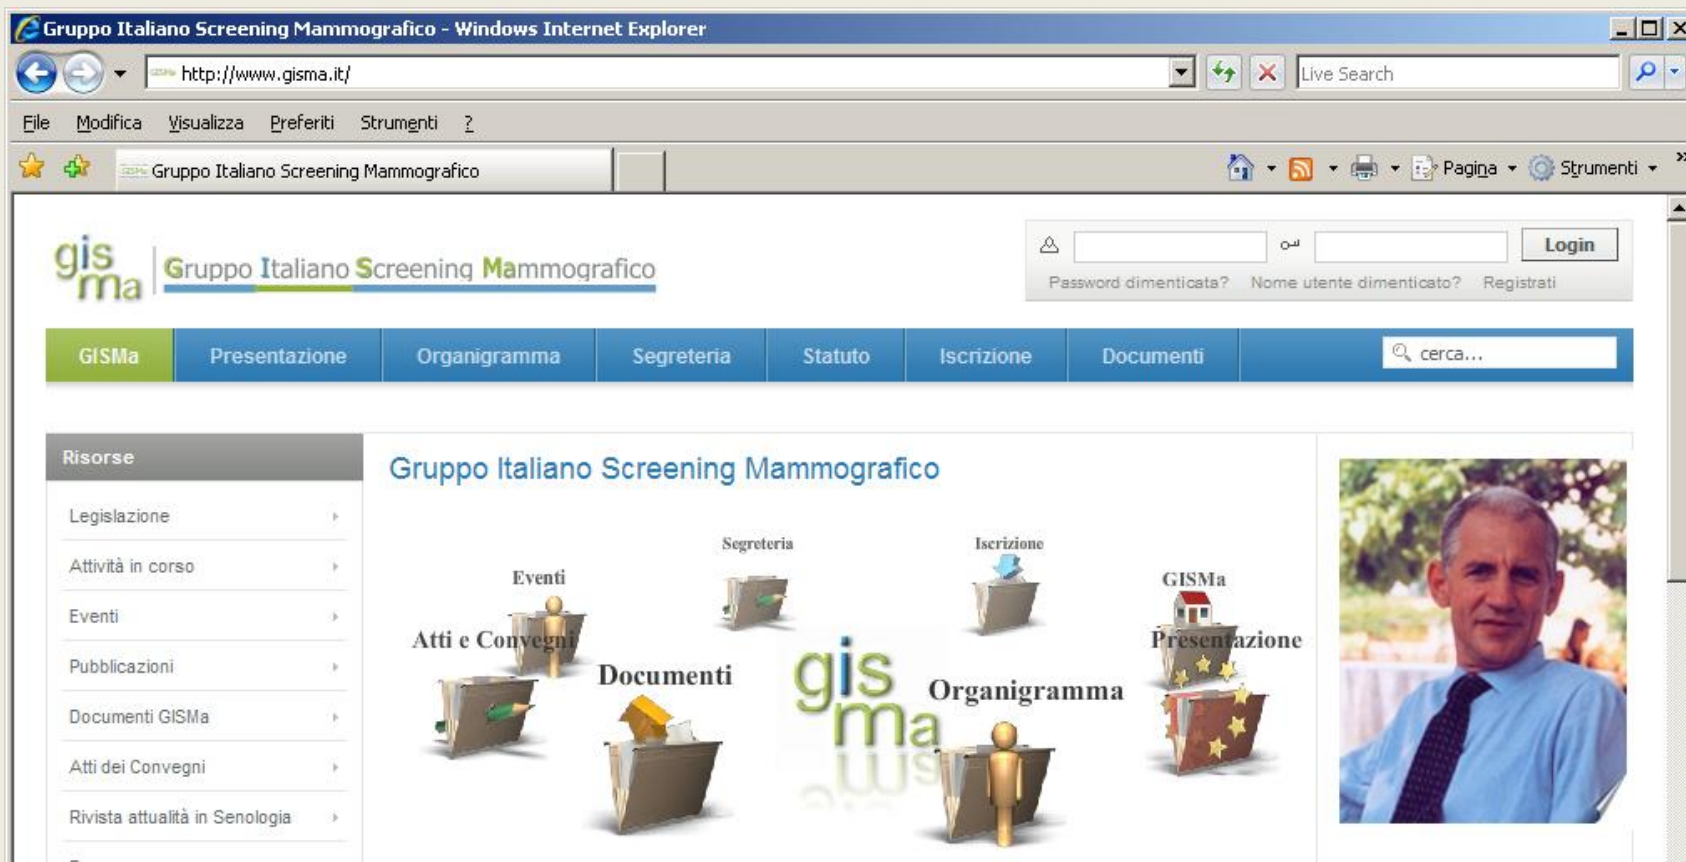 Gruppo Italiano Screening Mammografico - Windows Internet Explorer
http://www.gisma.it/
Live Search
File Modifica Visualizza Preferiti Strumenti ?
Gruppo Italiano Screening Mammografico
Pagina Strumenti
gis
ma
Gruppo Italiano Screening Mammografico
Login
Password dimenticata? Nome utente dimenticato? Registrati
GISMa Presentazione Organigramma Segreteria Statuto Iscrizione Documenti cerca...
Risorse
Gruppo Italiano Screening Mammografico
Legislazione
Attività in corso
Eventi
Pubblicazioni
Documenti GISMa
Atti dei Convegni
Rivista attualità in Senologia
Segreteria
Iscrizione
Eventi
GISMa
Atti e Convegni
Presentazione
Documenti
Organigramma
gis
ma